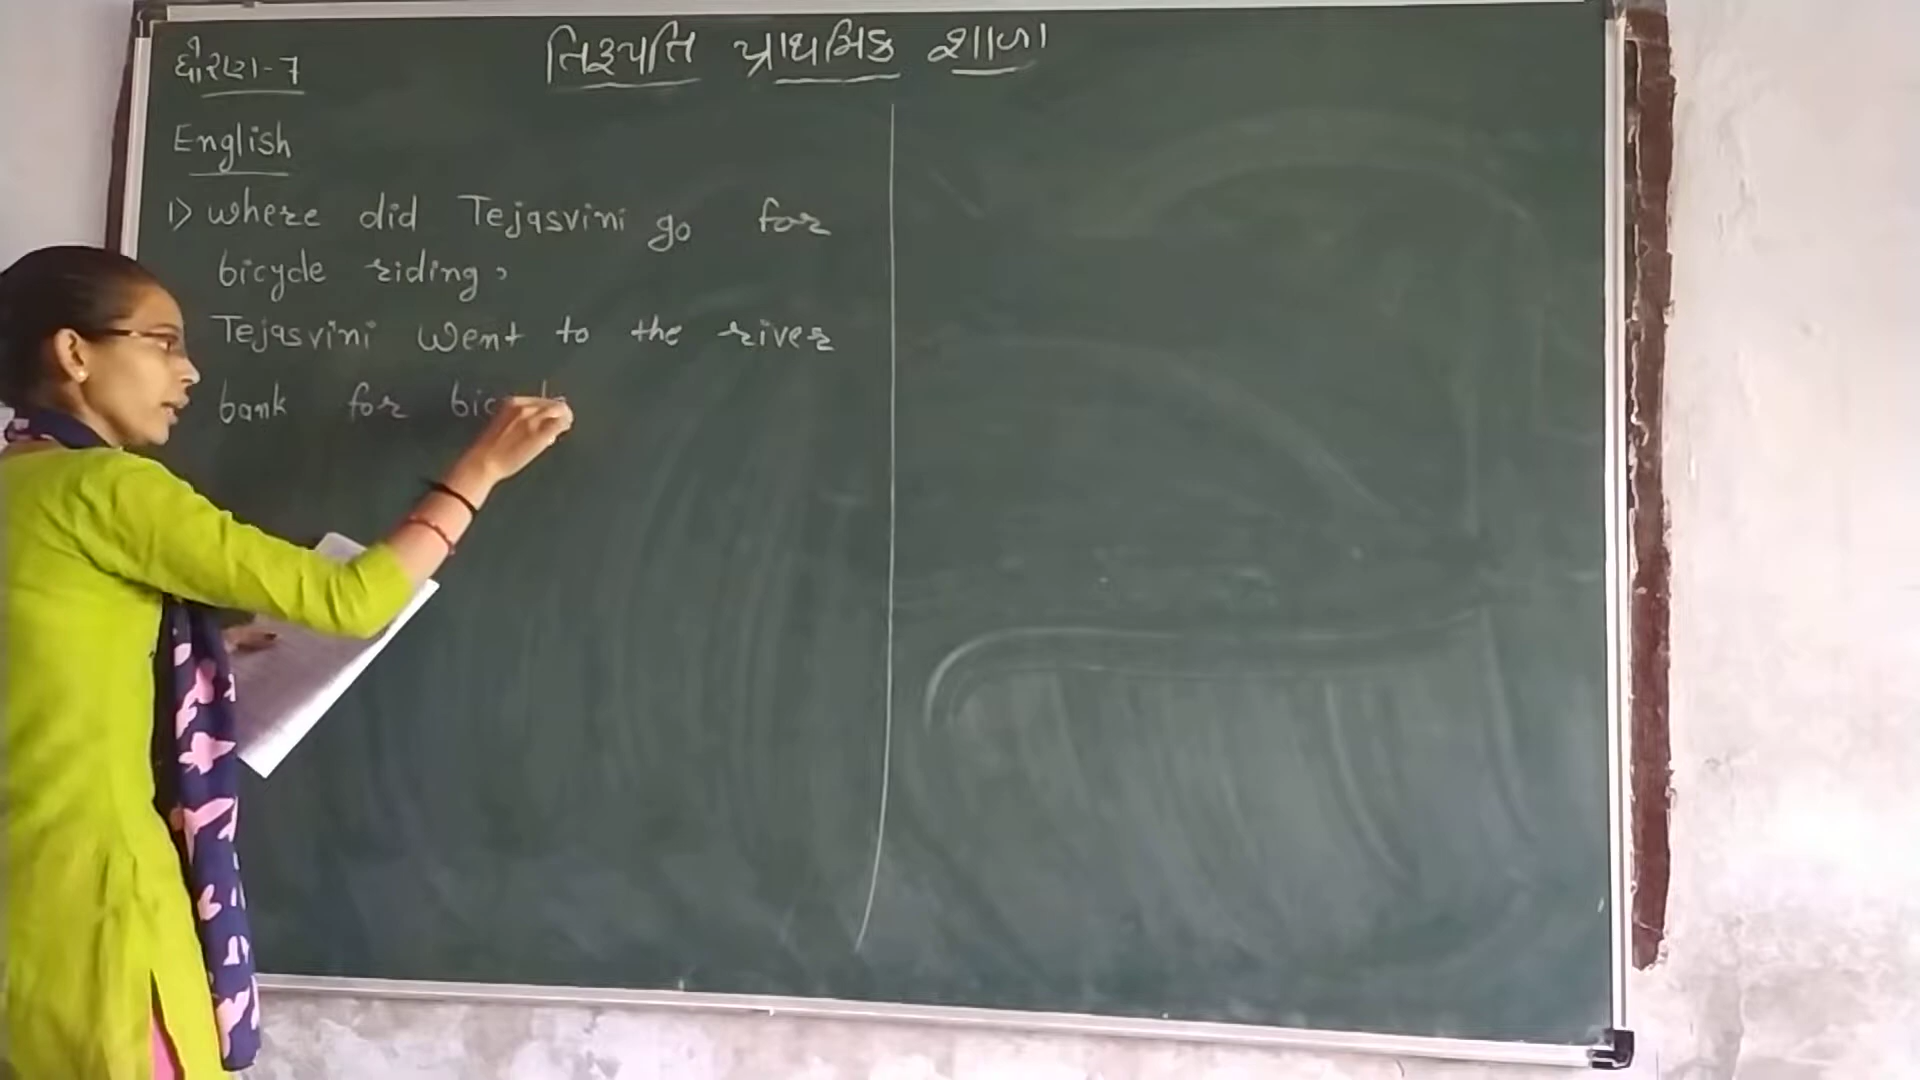 ધોરણ-7
તિરૂપતિ પ્રાથમિક શાળા
English
1) where did Tejasvini go for
bicycle riding?
Tejasvini went to the river
bank for